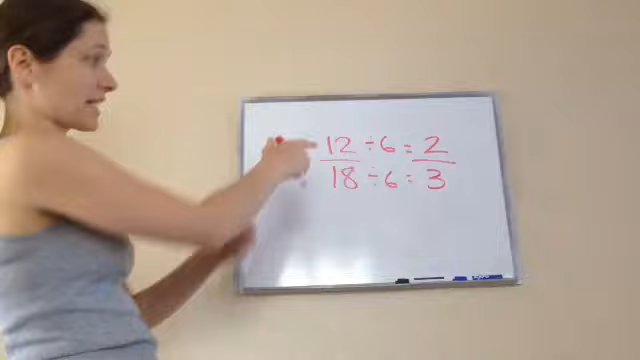 12 ÷ 6 = 2
18 ÷ 6 = 3